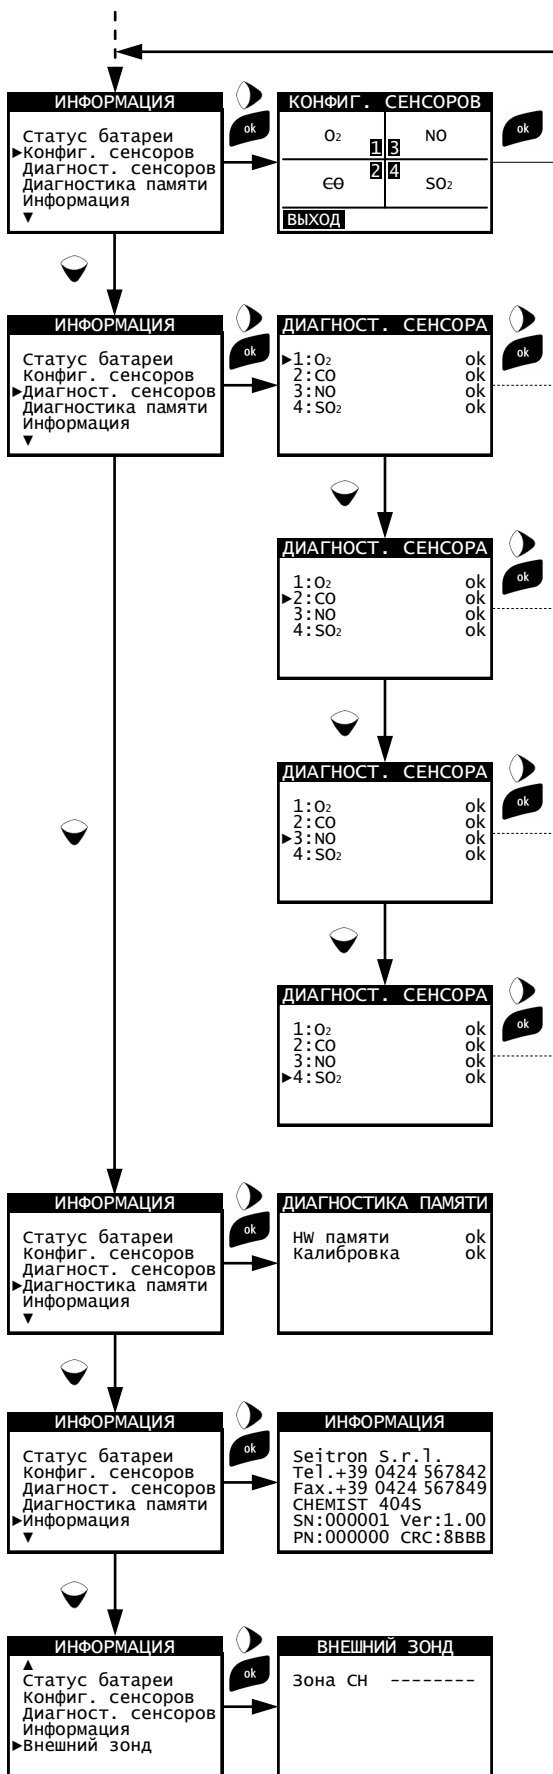 ИНФОРМАЦИЯ
Статус батареи
►Конфиг. сенсоров
Диагност. сенсоров
Диагностика памяти
Информация
▼
ok
КОНФИГ. СЕНСОРОВ
O₂ 1 3 NO
CO 2 4 SO₂
ВЫХОД
ok
ИНФОРМАЦИЯ
Статус батареи
Конфиг. сенсоров
►Диагност. сенсоров
Диагностика памяти
Информация
▼
ok
ДИАГНОСТ. СЕНСОРА
►1:O₂ ok
2:CO ok
3:NO ok
4:SO₂ ok
ok
ДИАГНОСТ. СЕНСОРА
1:O₂ ok
►2:CO ok
3:NO ok
4:SO₂ ok
ok
ДИАГНОСТ. СЕНСОРА
1:O₂ ok
2:CO ok
►3:NO ok
4:SO₂ ok
ok
ДИАГНОСТ. СЕНСОРА
1:O₂ ok
2:CO ok
3:NO ok
►4:SO₂ ok
ok
ИНФОРМАЦИЯ
Статус батареи
Конфиг. сенсоров
Диагност. сенсоров
►Диагностика памяти
Информация
▼
ok
ДИАГНОСТИКА ПАМЯТИ
HW памяти ok
Калибровка ok
ИНФОРМАЦИЯ
Статус батареи
Конфиг. сенсоров
Диагност. сенсоров
Диагностика памяти
►Информация
▼
ok
ИНФОРМАЦИЯ
Seitron S.r.l.
Tel.+39 0424 567842
Fax.+39 0424 567849
CHEMIST 404S
SN:000001 Ver:1.00
PN:000000 CRC:8BBB
ИНФОРМАЦИЯ
▲
Статус батареи
Конфиг. сенсоров
Диагност. сенсоров
Информация
►Внешний зонд
ok
ВНЕШНИЙ ЗОНД
Зона CH --------